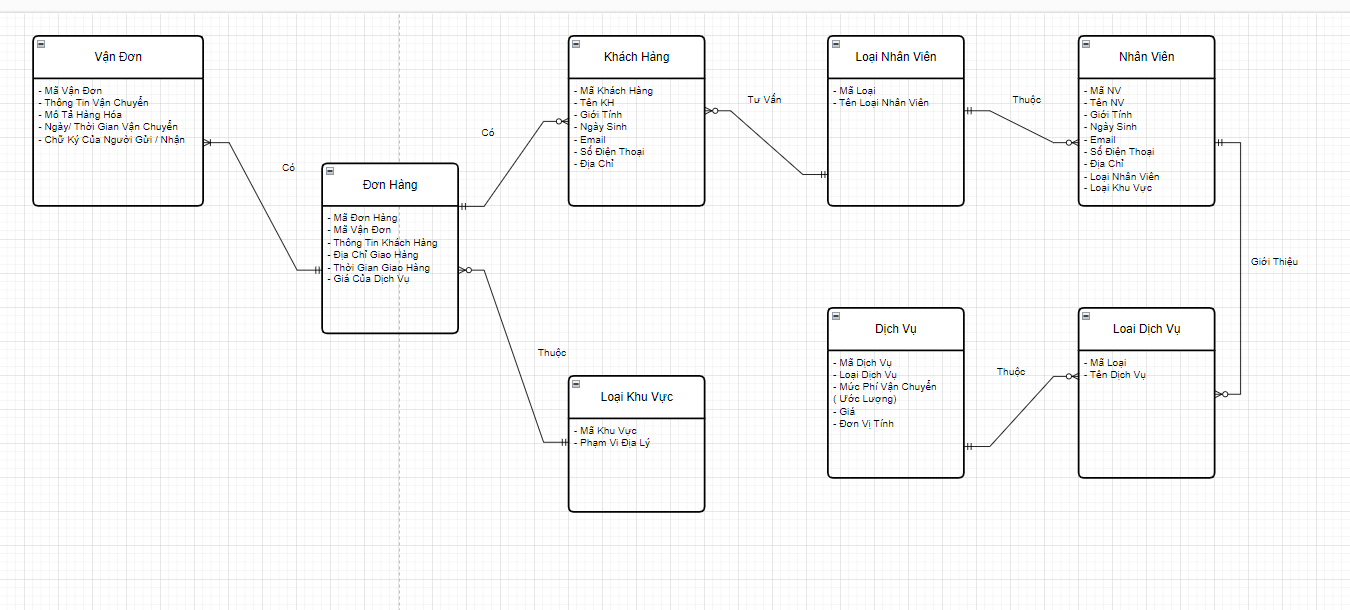 Vận Đơn
- Mã Vận Đơn
- Thông Tin Vận Chuyển
- Mô Tả Hàng Hóa
- Ngày/ Thời Gian Vận Chuyển
- Chữ Ký Của Người Gửi / Nhận
Có
Đơn Hàng
- Mã Đơn Hàng
- Mã Vận Đơn
- Thông Tin Khách Hàng
- Địa Chỉ Giao Hàng
- Thời Gian Giao Hàng
- Giá Của Dịch Vụ
Có
Khách Hàng
- Mã Khách Hàng
- Tên KH
- Giới Tính
- Ngày Sinh
- Email
- Số Điện Thoại
- Địa Chỉ
Tư Vấn
Loại Nhân Viên
- Mã Loại
- Tên Loại Nhân Viên
Thuộc
Nhân Viên
- Mã NV
- Tên NV
- Giới Tính
- Ngày Sinh
- Email
- Số Điện Thoại
- Địa Chỉ
- Loại Nhân Viên
- Loại Khu Vực
Giới Thiệu
Thuộc
Loại Khu Vực
- Mã Khu Vực
- Phạm Vi Địa Lý
Dịch Vụ
- Mã Dịch Vụ
- Loại Dịch Vụ
- Mức Phí Vận Chuyển
( Ước Lượng)
- Giá
- Đơn Vị Tính
Thuộc
Loai Dịch Vụ
- Mã Loại
- Tên Dịch Vụ